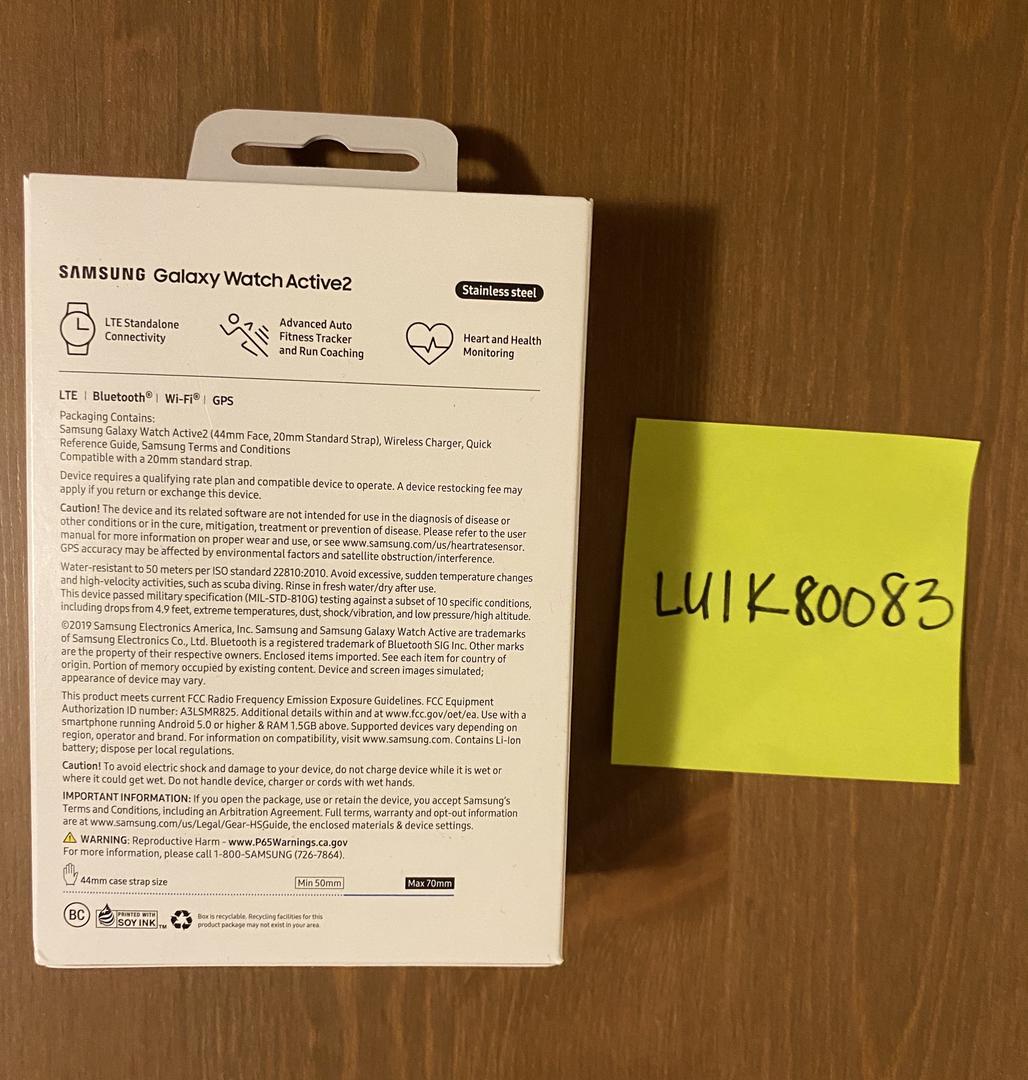 SAMSUNG Galaxy Watch Active2
Stainless steel
LTE Standalone
Connectivity
Advanced Auto
Fitness Tracker
and Run Coaching
Heart and Health
Monitoring
LTE | Bluetooth® | Wi-Fi® | GPS
Packaging Contains:
Samsung Galaxy Watch Active2 (44mm Face, 20mm Standard Strap), Wireless Charger, Quick
Reference Guide, Samsung Terms and Conditions
Compatible with a 20mm standard strap.
Device requires a qualifying rate plan and compatible device to operate. A device restocking fee may
apply if you return or exchange this device.
Caution! The device and its related software are not intended for use in the diagnosis of disease or
other conditions or in the cure, mitigation, treatment or prevention of disease. Please refer to the user
manual for more information on proper wear and use, or see www.samsung.com/us/heartratesensor.
GPS accuracy may be affected by environmental factors and satellite obstruction/interference.
Water-resistant to 50 meters per ISO standard 22810:2010. Avoid excessive, sudden temperature changes
and high-velocity activities, such as scuba diving. Rinse in fresh water/dry after use.
This device passed military specification (MIL-STD-810G) testing against a subset of 10 specific conditions,
including drops from 4.9 feet, extreme temperatures, dust, shock/vibration, and low pressure/high altitude.
©2019 Samsung Electronics America, Inc. Samsung and Samsung Galaxy Watch Active are trademarks
of Samsung Electronics Co., Ltd. Bluetooth is a registered trademark of Bluetooth SIG Inc. Other marks
are the property of their respective owners. Enclosed items imported. See each item for country of
origin. Portion of memory occupied by existing content. Device and screen images simulated;
appearance of device may vary.
This product meets current FCC Radio Frequency Emission Exposure Guidelines. FCC Equipment
Authorization ID number: A3LSMR825. Additional details within and at www.fcc.gov/oet/ea. Use with a
smartphone running Android 5.0 or higher & RAM 1.5GB above. Supported devices vary depending on
region, operator and brand. For information on compatibility, visit www.samsung.com. Contains Li-Ion
battery; dispose per local regulations.
Caution! To avoid electric shock and damage to your device, do not charge device while it is wet or
where it could get wet. Do not handle device, charger or cords with wet hands.
IMPORTANT INFORMATION: If you open the package, use or retain the device, you accept Samsung's
Terms and Conditions, including an Arbitration Agreement. Full terms, warranty and opt-out information
are at www.samsung.com/us/Legal/Gear-HSGuide, the enclosed materials & device settings.
WARNING: Reproductive Harm - www.P65Warnings.ca.gov
For more information, please call 1-800-SAMSUNG (726-7864).
44mm case strap size
Min 50mm
Max 70mm
BC
PRINTED WITH
SOY INK TM
Box is recyclable. Recycling facilities for this
product package may not exist in your area.
LU1K80083